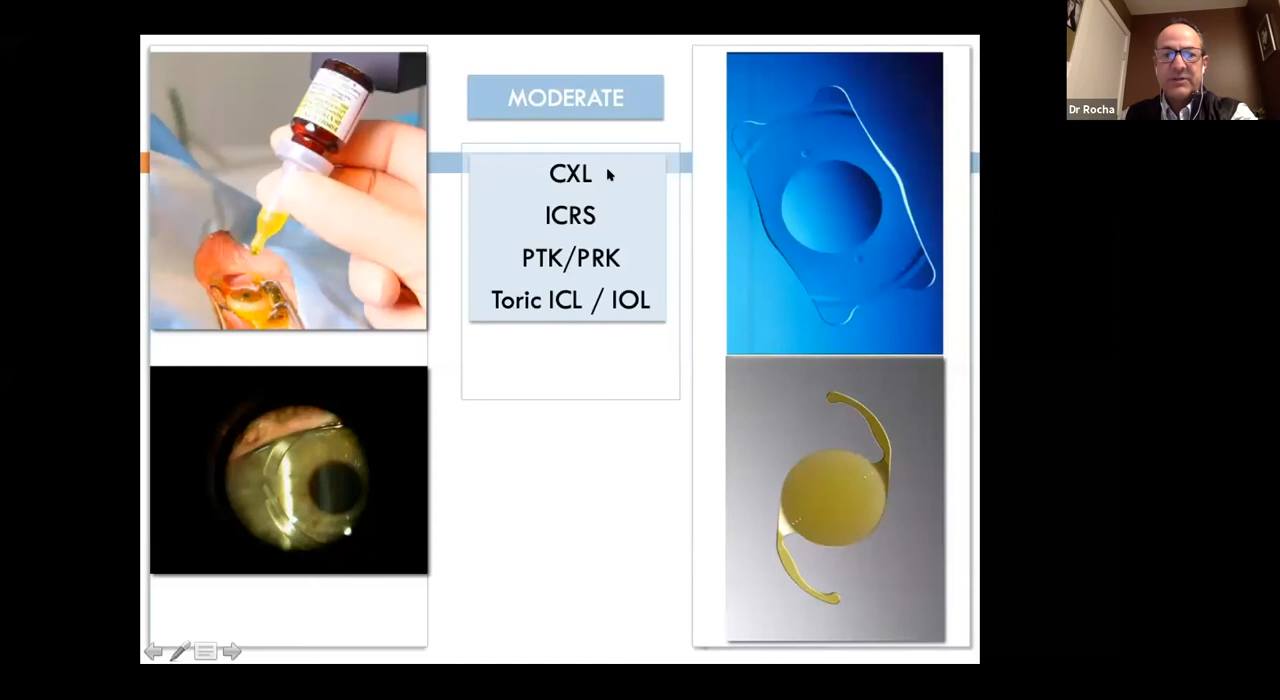 MODERATE
CXL
ICRS
PTK/PRK
Toric ICL / IOL
Dr Rocha